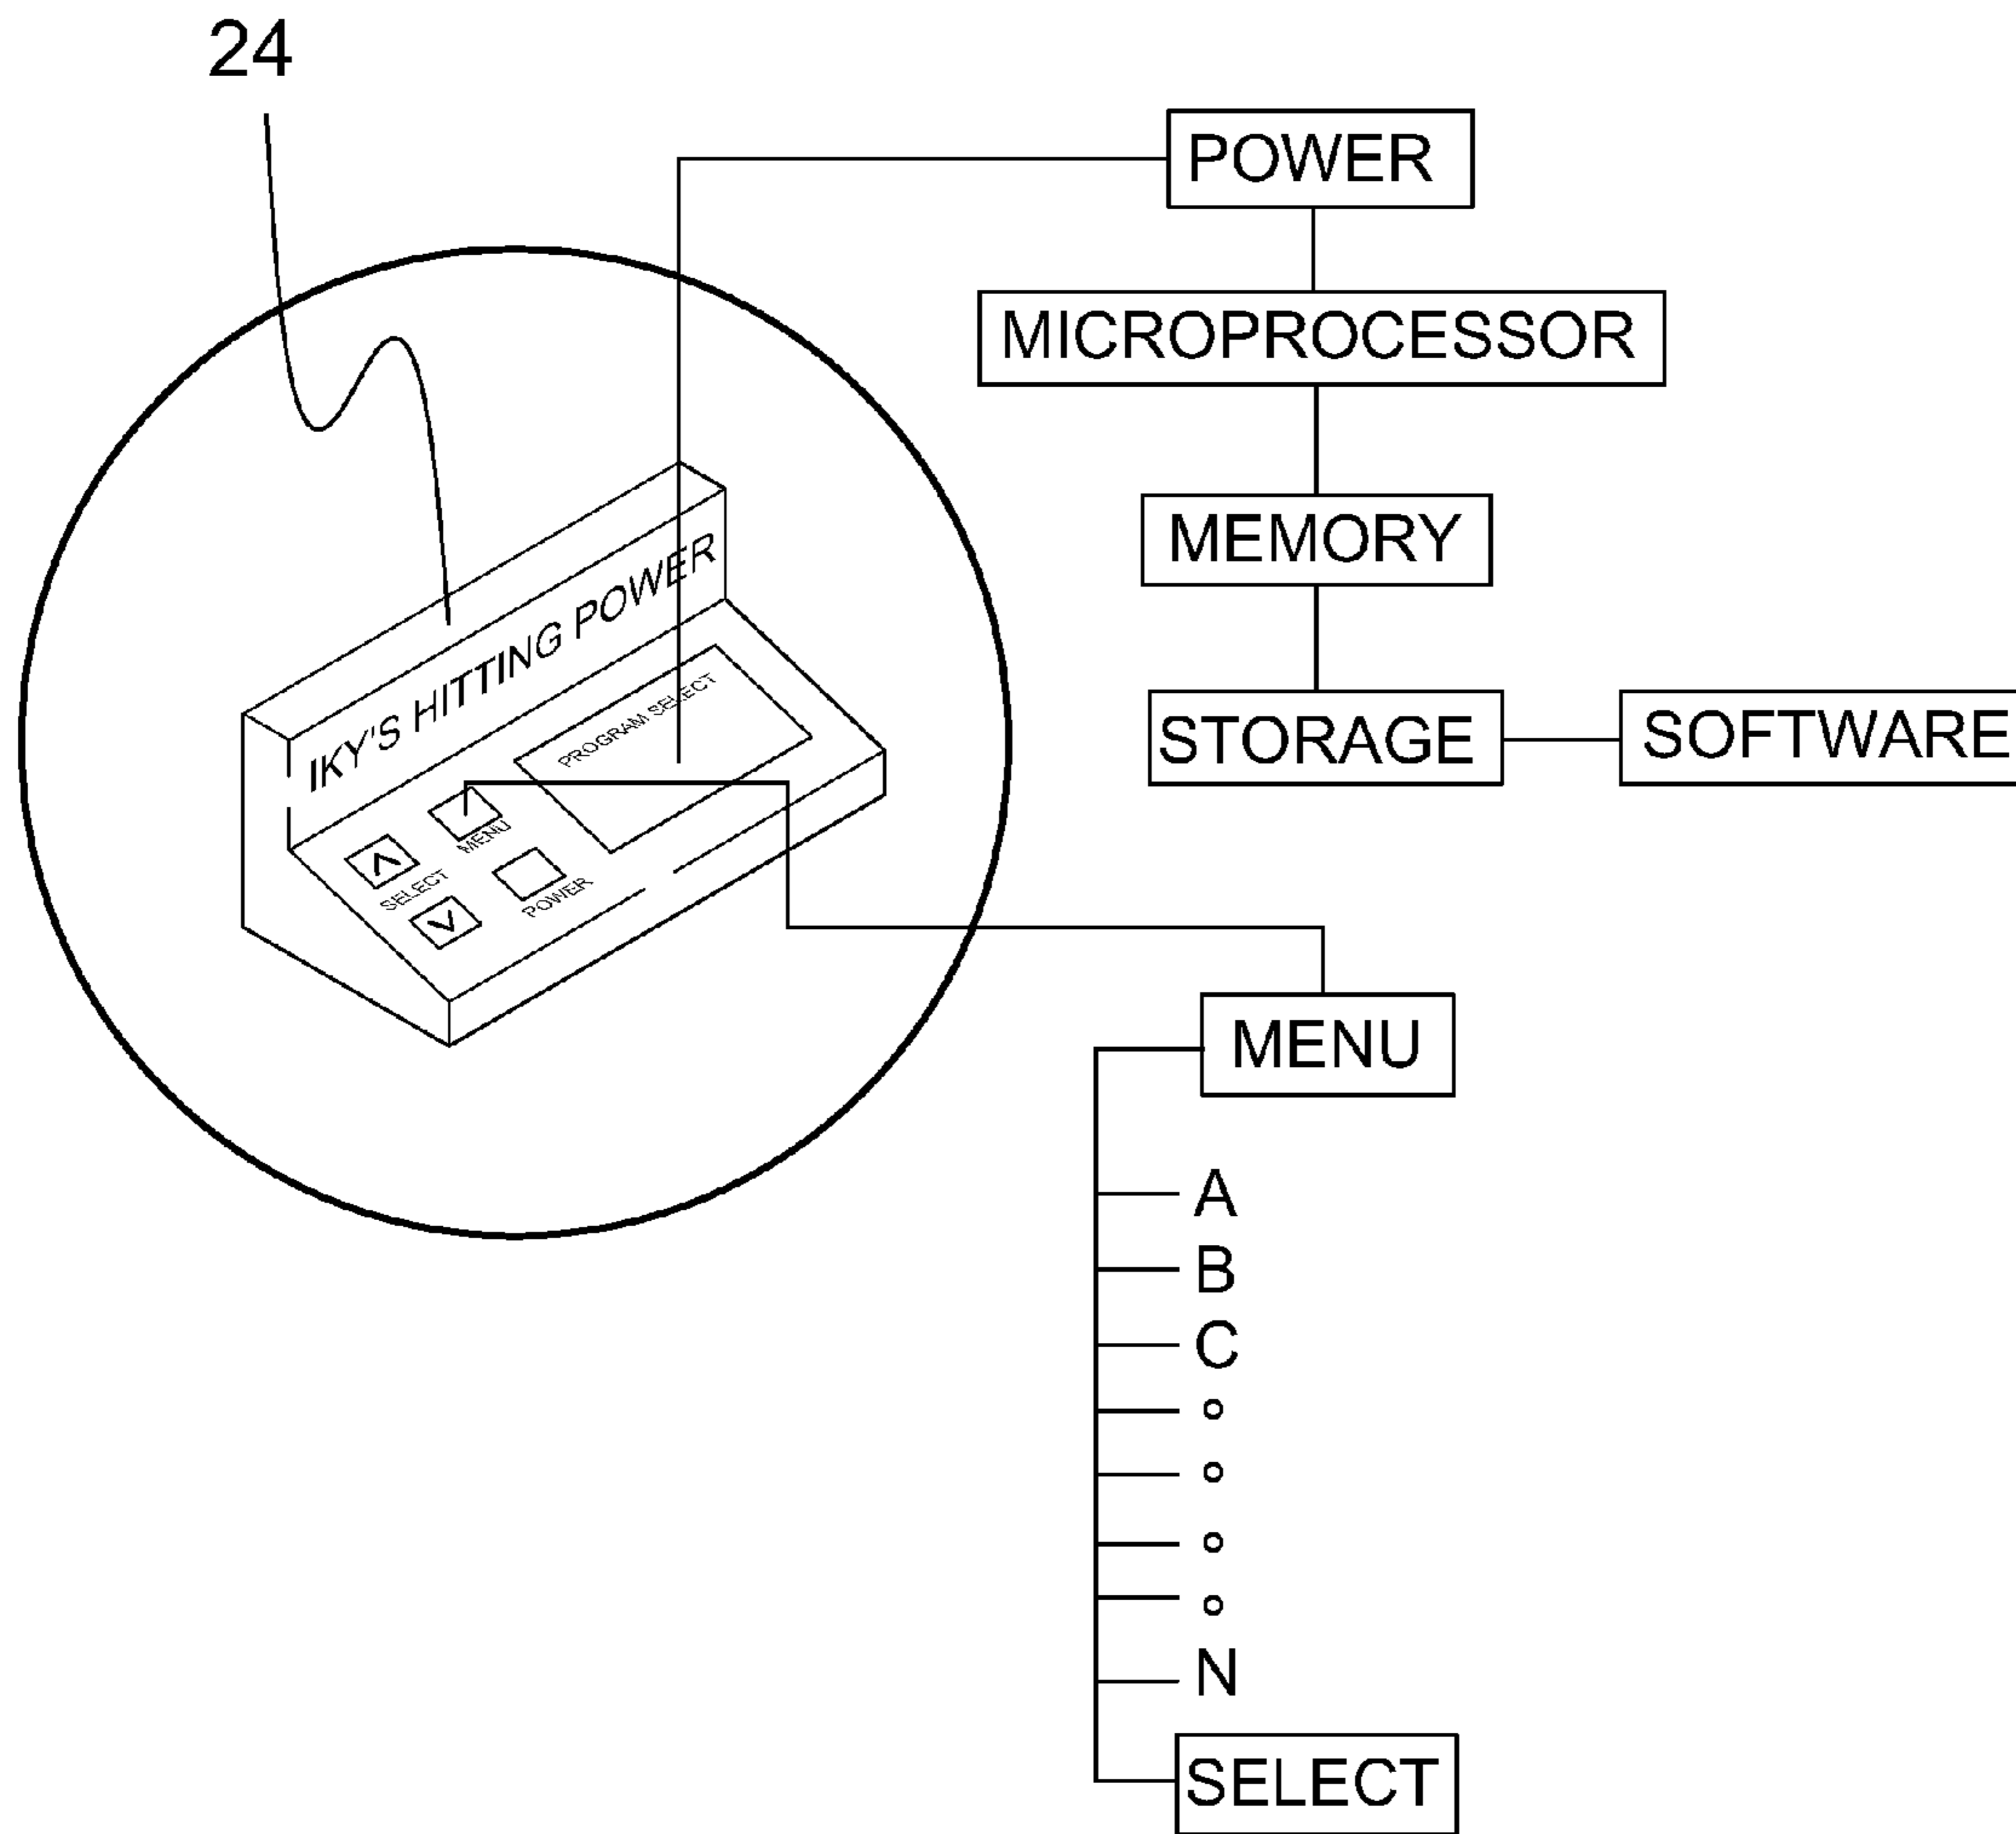 24
POWER
MICROPROCESSOR
MEMORY
STORAGE
SOFTWARE
IKY'S HITTING POWER
PROGRAM SELECT
MENU
SELECT
POWER
MENU
A
B
C
N
SELECT